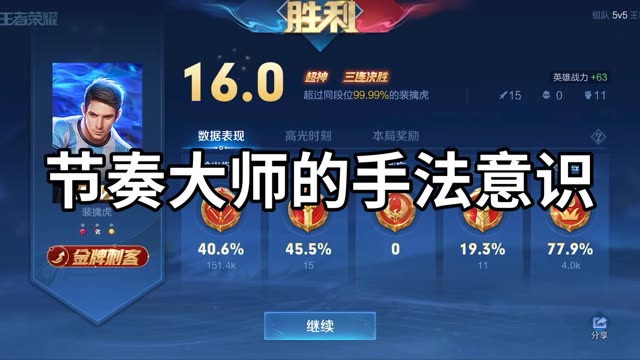 王者荣耀
胜利
组队 5v5 王
16.0
超神 三连决胜
超过同段位99.99%的裴擒虎
英雄战力 +63
15 0 11
数据表现 高光时刻 本局奖励
节奏大师的手法意识
裴擒虎
金牌刺客
40.6% 45.5% 0 19.3% 77.9%
151.4k 15 11 4.0k
继续
分享